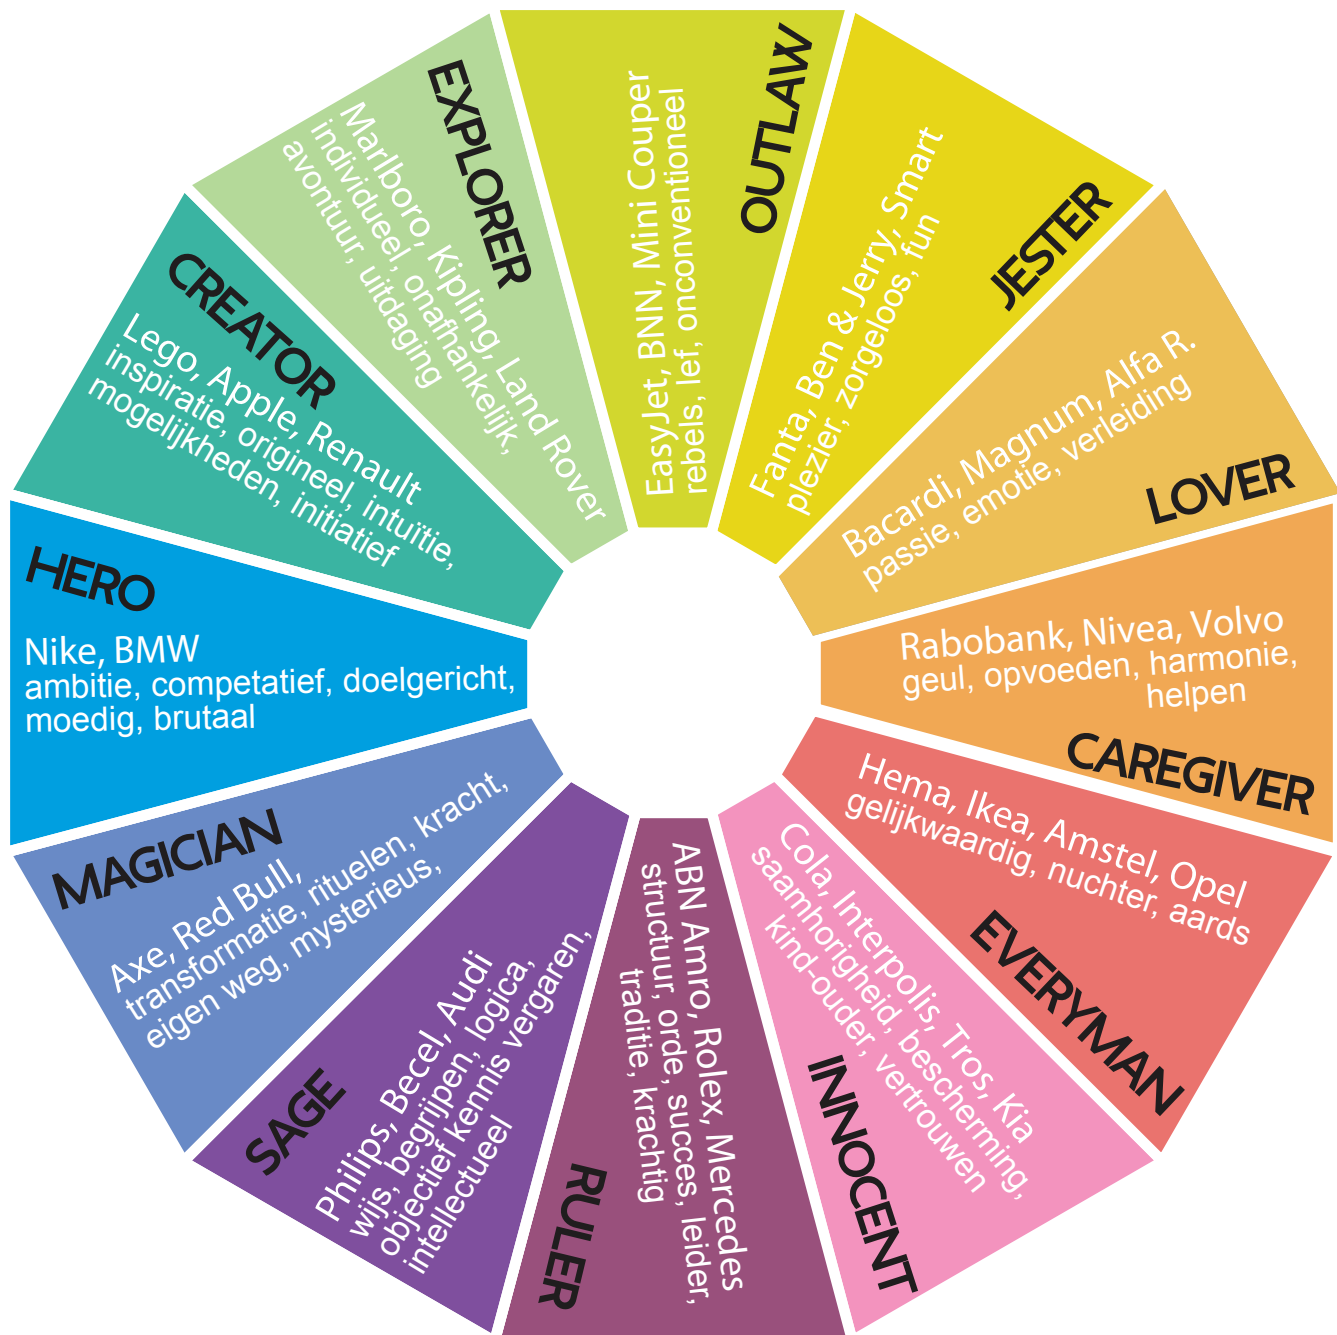 OUTLAW
EasyJet, BNN, Mini Couper
rebels, lef, onconventioneel
JESTER
Fanta, Ben & Jerry, Smart
plezier, zorgeloos, fun
LOVER
Bacardi, Magnum, Alfa R.
passie, emotie, verleiding
Rabobank, Nivea, Volvo
geul, opvoeden, harmonie,
helpen
CAREGIVER
Hema, Ikea, Amstel, Opel
gelijkwaardig, nuchter, aards
EVERYMAN
Cola, Interpolis, Tros, Kia
saamhorigheid, bescherming,
kind-ouder, vertrouwen
INNOCENT
ABN Amro, Rolex, Mercedes
structuur, orde, succes, leider,
traditie, krachtig
RULER
SAGE
Philips, Becel, Audi
wijs, begrijpen, logica,
objectief kennis vergaren,
intellectueel
MAGICIAN
Axe, Red Bull,
transformatie, rituelen, kracht,
eigen weg, mysterieus,
HERO
Nike, BMW
ambitie, competatief, doelgericht,
moedig, brutaal
CREATOR
Lego, Apple, Renault
inspiratie, origineel, intuïtie,
mogelijkheden, initiatief
EXPLORER
Marlboro, Kipling, Land Rover
individueel, onafhankelijk,
avontuur, uitdaging